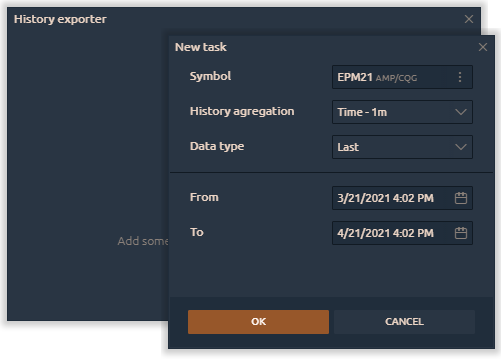 History exporter
New task
Symbol EPM21 AMP/CQG
History agregation Time - 1m
Data type Last
From 3/21/2021 4:02 PM
Add some
To 4/21/2021 4:02 PM
OK CANCEL